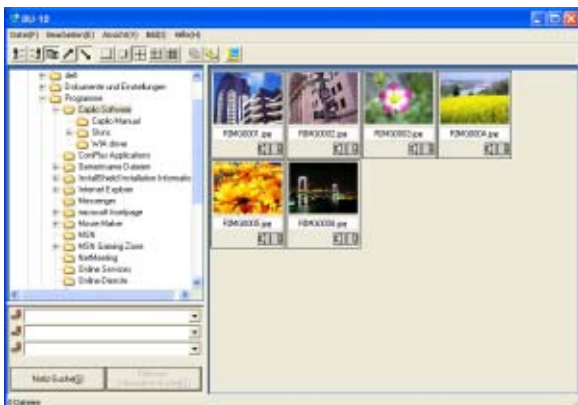 DU-10
Datei(F) Bearbeiten(E) Ansicht(V) Bild(I) Hilfe(H)
dell
Dokumente und Einstellungen
Programme
Caplio Software
Caplio Manual
Skins
WIA driver
ComPlus Applications
Gemeinsame Dateien
InstallShield Installation Informatio
Internet Explorer
Messenger
microsoft frontpage
Movie Maker
MSN
MSN Gaming Zone
NetMeeting
Online Services
Online-Dienste
RIMG0001.jpg
RIMG0002.jpg
RIMG0003.jpg
RIMG0004.jpg
RIMG0005.jpg
RIMG0006.jpg
Notiz-Suche(S)